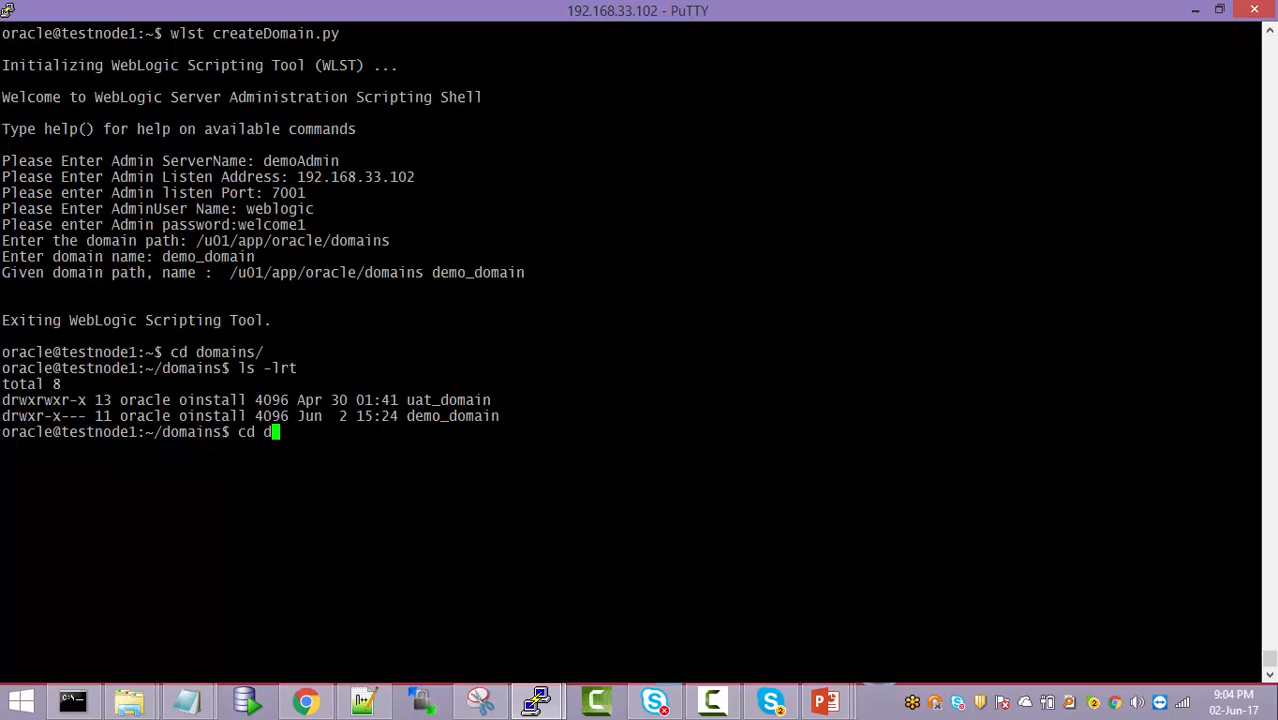 192.168.33.102 - PuTTY
oracle@testnode1:~$ wlst createDomain.py
Initializing WebLogic Scripting Tool (WLST) ...
Welcome to WebLogic Server Administration Scripting Shell
Type help() for help on available commands
Please Enter Admin ServerName: demoAdmin
Please Enter Admin Listen Address: 192.168.33.102
Please enter Admin listen Port: 7001
Please Enter AdminUser Name: weblogic
Please enter Admin password:welcome1
Enter the domain path: /u01/app/oracle/domains
Enter domain name: demo_domain
Given domain path, name :  /u01/app/oracle/domains demo_domain
Exiting WebLogic Scripting Tool.
oracle@testnode1:~$ cd domains/
oracle@testnode1:~/domains$ ls -lrt
total 8
drwxrwxr-x 13 oracle oinstall 4096 Apr 30 01:41 uat_domain
drwxr-x--- 11 oracle oinstall 4096 Jun  2 15:24 demo_domain
oracle@testnode1:~/domains$ cd d
9:04 PM
02-Jun-17